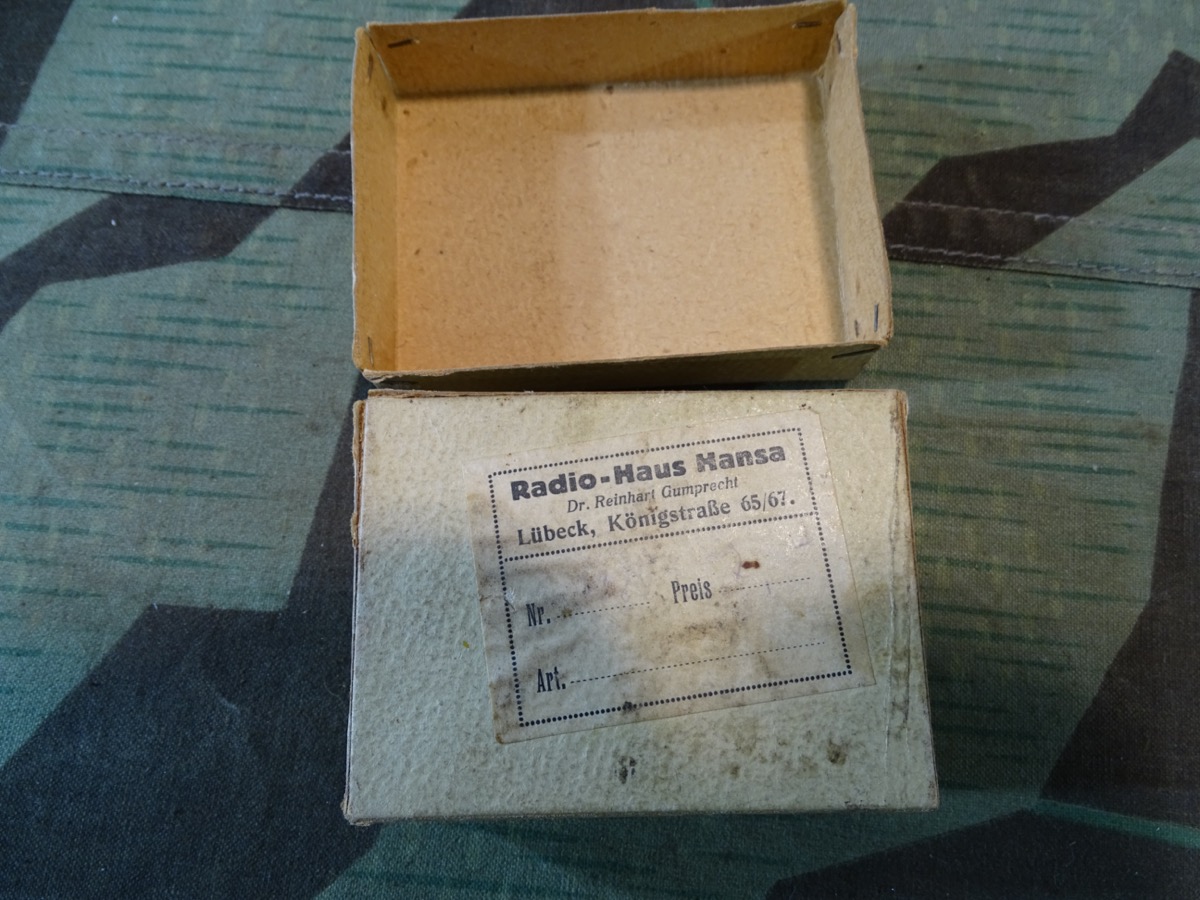 Radio-Haus Hansa
Dr. Reinhart Gumprecht
Lübeck, Königstraße 65/67.
Nr. Preis
Art.